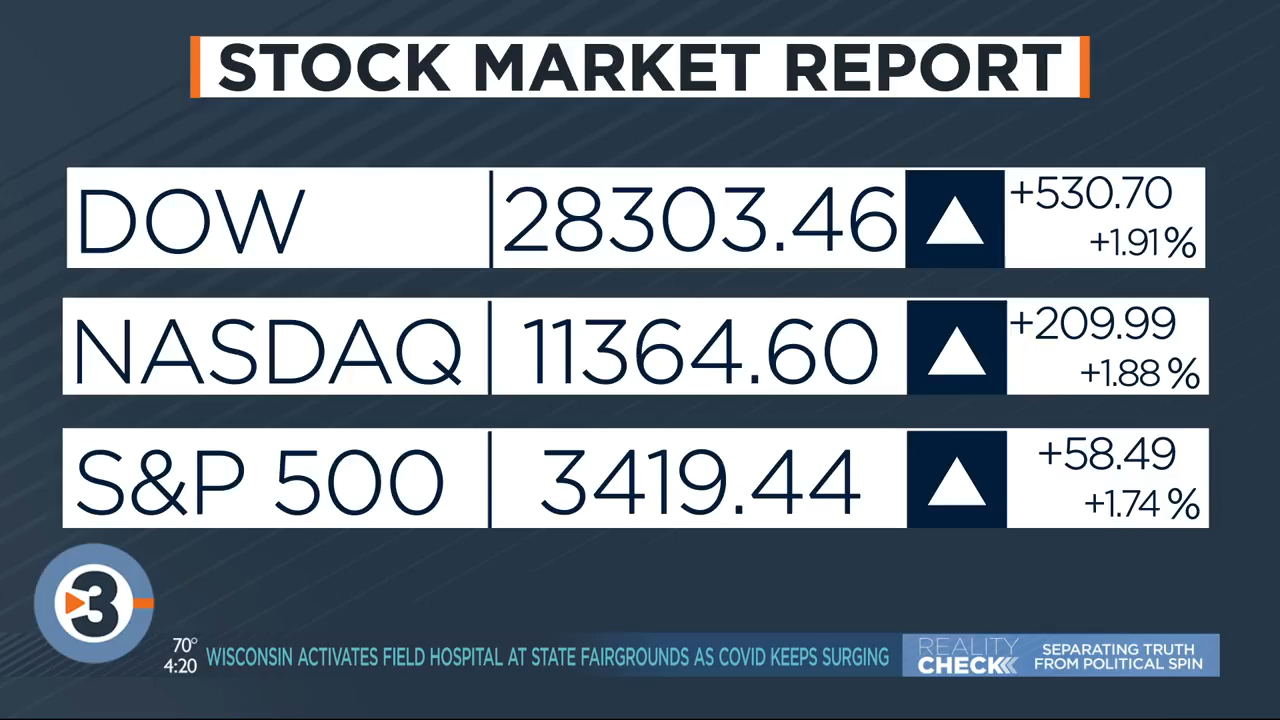 STOCK MARKET REPORT
DOW 28303.46 +530.70
+1.91%
NASDAQ 11364.60 +209.99
+1.88%
S&P 500 3419.44 +58.49
+1.74%
3
70°
4:20
WISCONSIN ACTIVATES FIELD HOSPITAL AT STATE FAIRGROUNDS AS COVID KEEPS SURGING
REALITY
CHECK
SEPARATING TRUTH
FROM POLITICAL SPIN